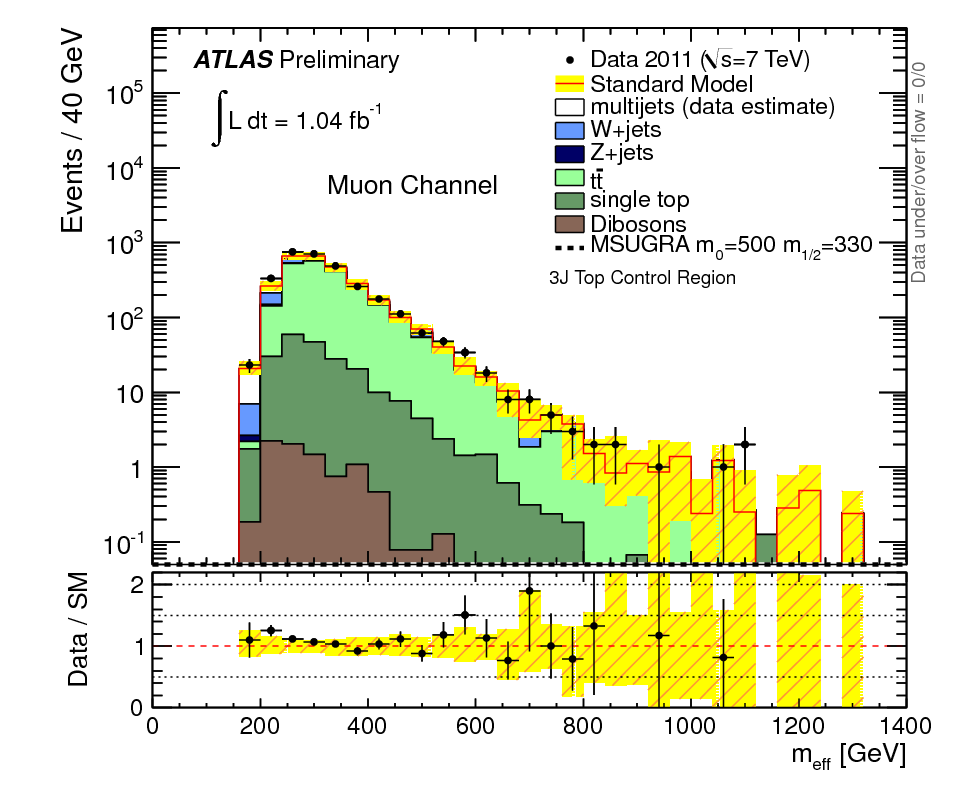 ATLAS Preliminary
∫ L dt = 1.04 fb⁻¹
Muon Channel
Data 2011 (√s=7 TeV)
Standard Model
multijets (data estimate)
W+jets
Z+jets
tt̄
single top
Dibosons
MSUGRA m₀=500 m₁/₂=330
3J Top Control Region
Data under/over flow = 0/0
Events / 40 GeV
10⁵
10⁴
10³
10²
10
1
10⁻¹
Data / SM
2
1
0
0 200 400 600 800 1000 1200 1400
m_eff [GeV]